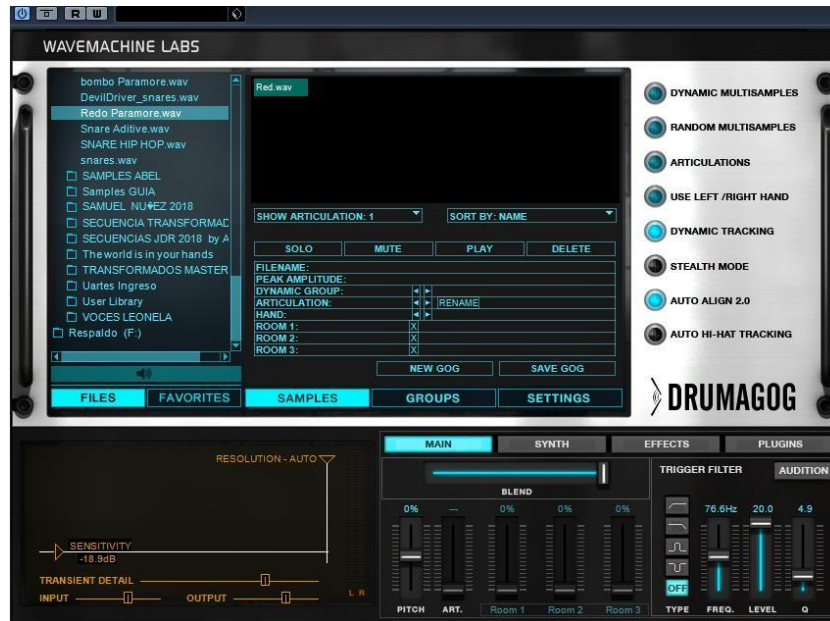 R W
WAVEMACHINE LABS
bombo Paramore.wav
DevilDriver_snares.wav
Redo Paramore.wav
Snare Aditive.wav
SNARE HIP HOP.wav
snares.wav
SAMPLES ABEL
Samples GUIA
SAMUEL NU�EZ 2018
SECUENCIA TRANSFORMAD
SECUENCIAS JDR 2018 by A
The world is in your hands
TRANSFORMADOS MASTER
Uartes Ingreso
User Library
VOCES LEONELA
Respaldo (F:)
FILES FAVORITES
Red.wav
SHOW ARTICULATION: 1 SORT BY: NAME
SOLO MUTE PLAY DELETE
FILENAME:
PEAK AMPLITUDE:
DYNAMIC GROUP:
ARTICULATION: RENAME
HAND:
ROOM 1: X
ROOM 2: X
ROOM 3: X
NEW GOG SAVE GOG
SAMPLES GROUPS SETTINGS
DYNAMIC MULTISAMPLES
RANDOM MULTISAMPLES
ARTICULATIONS
USE LEFT /RIGHT HAND
DYNAMIC TRACKING
STEALTH MODE
AUTO ALIGN 2.0
AUTO HI-HAT TRACKING
DRUMAGOG
RESOLUTION - AUTO
SENSITIVITY
-18.9dB
TRANSIENT DETAIL
INPUT OUTPUT
L R
MAIN SYNTH EFFECTS PLUGINS
BLEND
0% --- 0% 0% 0%
PITCH ART. Room 1 Room 2 Room 3
TRIGGER FILTER AUDITION
76.6Hz 20.0 4.9
OFF
TYPE FREQ. LEVEL Q